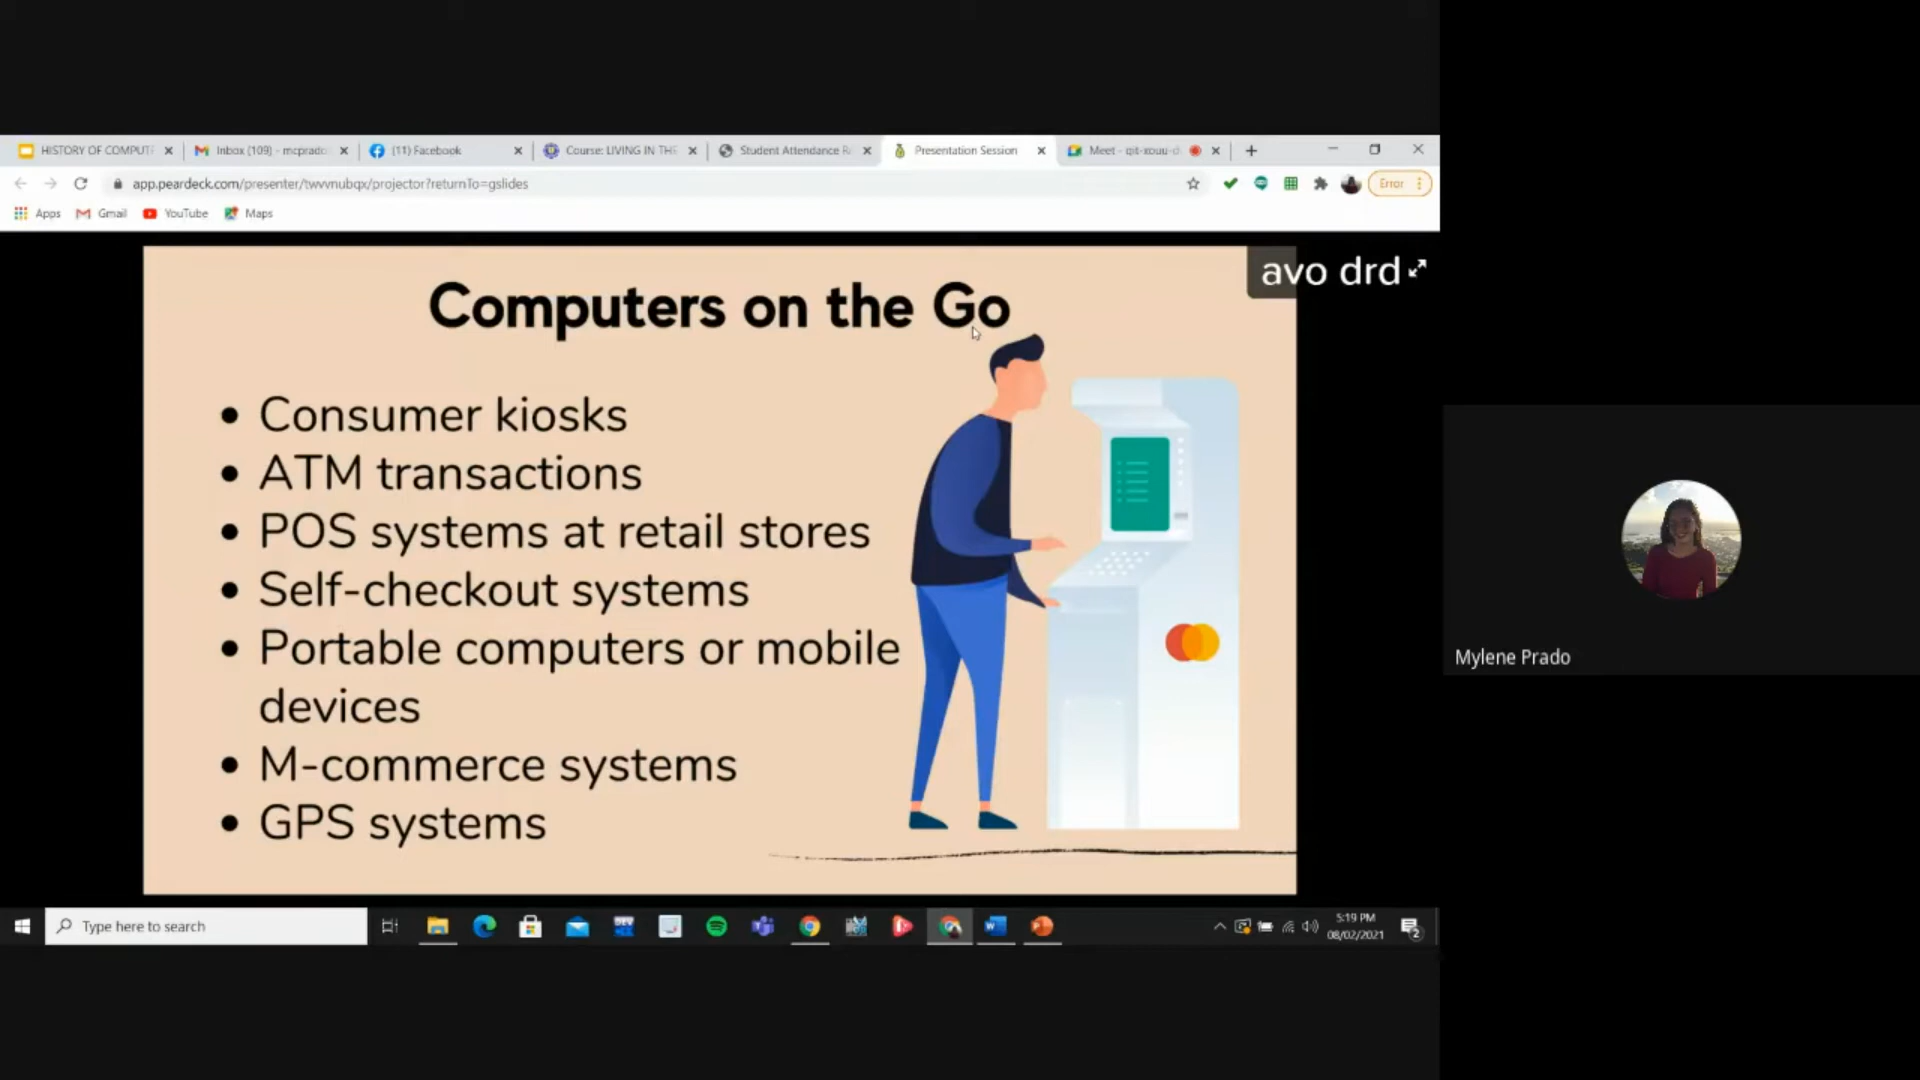 HISTORY OF COMPUT
Inbox (109) - mcprado
(11) Facebook
Course: LIVING IN THE
Student Attendance R
Presentation Session
Meet -
app.peardeck.com/presenter/twvvnubqx/projector?returnTo=gslides
Error
Apps
Gmail
YouTube
Maps
avo drd
Computers on the Go
• Consumer kiosks
• ATM transactions
• POS systems at retail stores
• Self-checkout systems
• Portable computers or mobile
devices
• M-commerce systems
• GPS systems
Mylene Prado
Type here to search
5:19 PM
08/02/2021
2